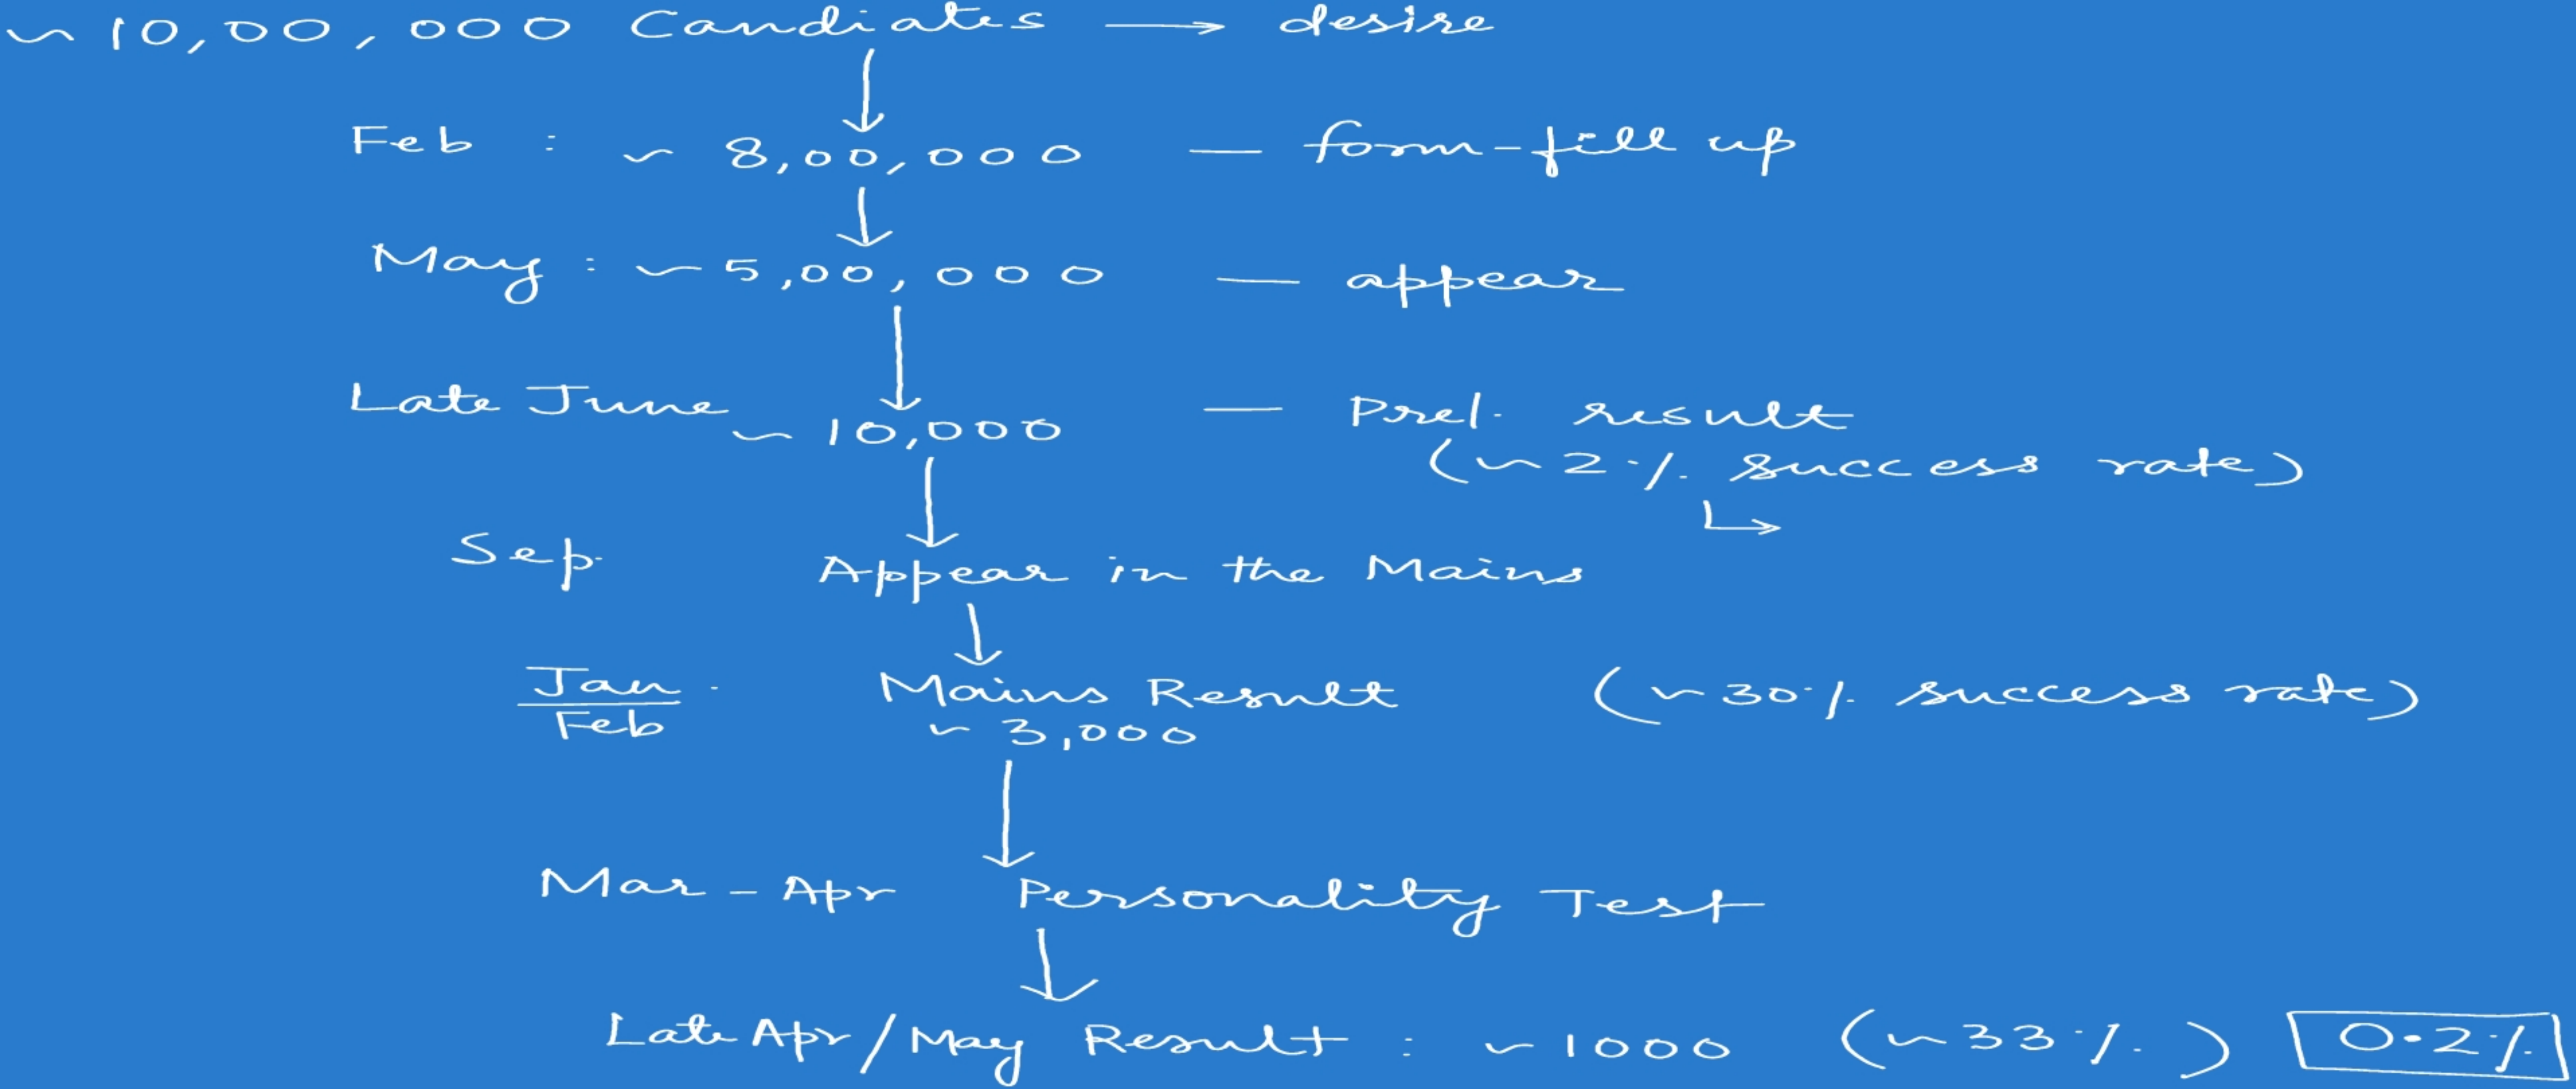 ~ 10,00,000 Candiates → desire
Feb : ~ 8,00,000 — form-fill up
May : ~ 5,00,000 — appear
Late June ~ 10,000 — Prel. result
(~ 2% success rate)
Sep. Appear in the Mains
Jan. Mains Result (~30% success rate)
Feb ~ 3,000
Mar - Apr Personality Test
Late Apr/May Result : ~ 1000 (~33%) 0.2%